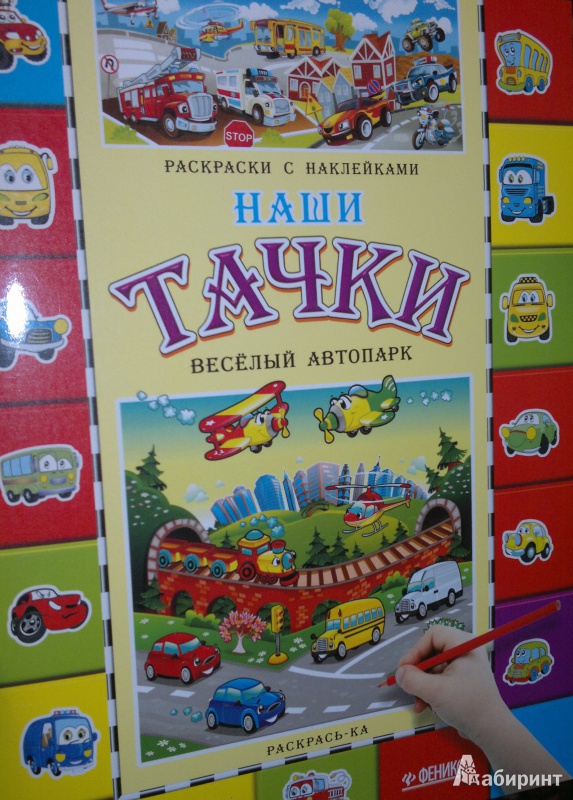 STOP
РАСКРАСКИ С НАКЛЕЙКАМИ
НАШИ
ТАЧКИ
ВЕСЁЛЫЙ АВТОПАРК
РАСКРАСЬ-КА
ФЕНИКС
Лабиринт